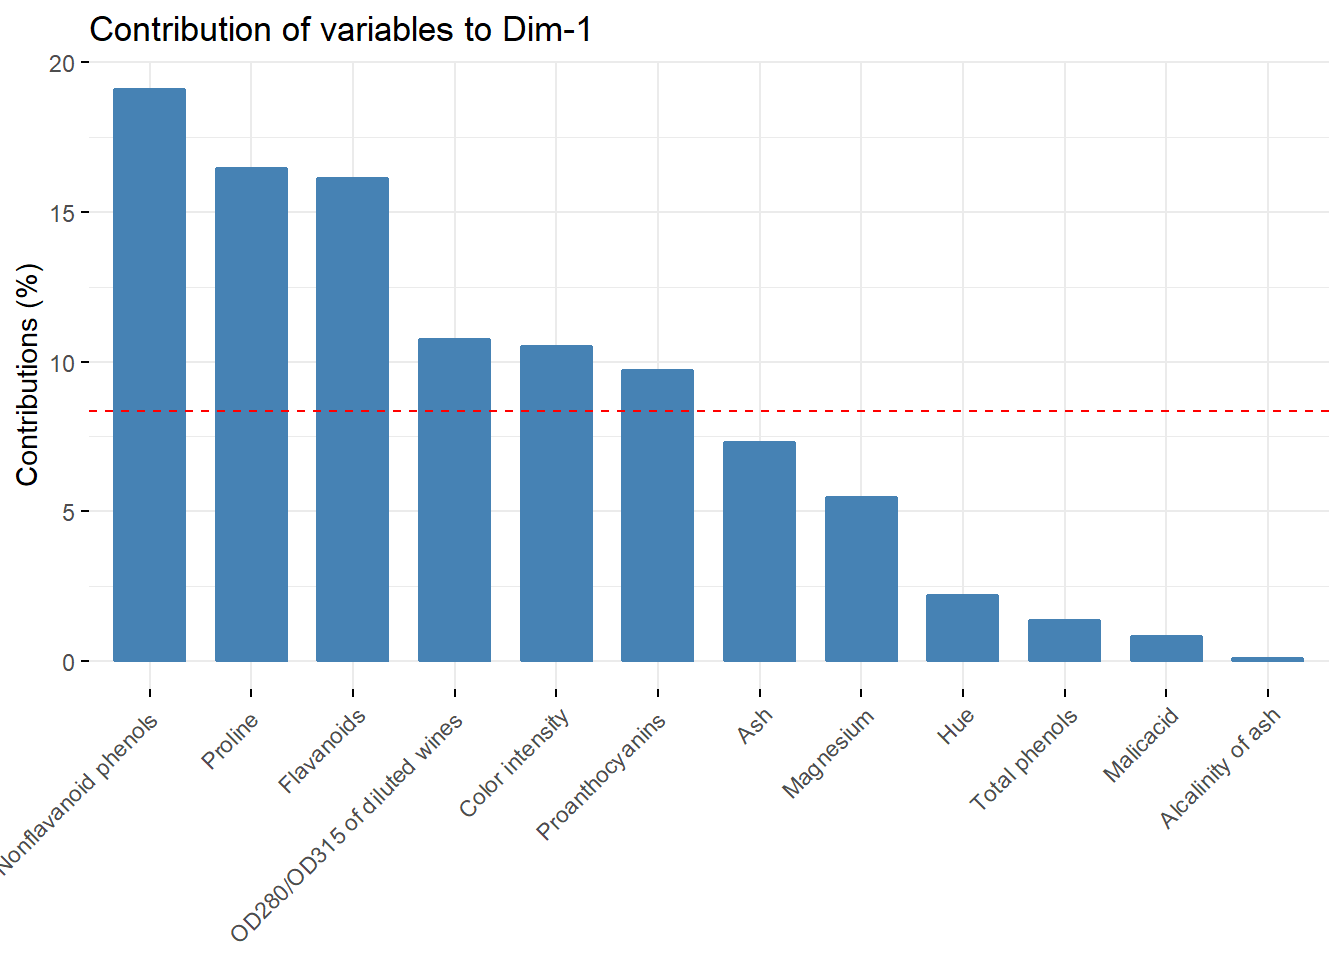 Contribution of variables to Dim-1
Contributions (%)
20
15
10
5
0
Nonflavanoid phenols
Proline
Flavanoids
OD280/OD315 of diluted wines
Color intensity
Proanthocyanins
Ash
Magnesium
Hue
Total phenols
Malicacid
Alcalinity of ash